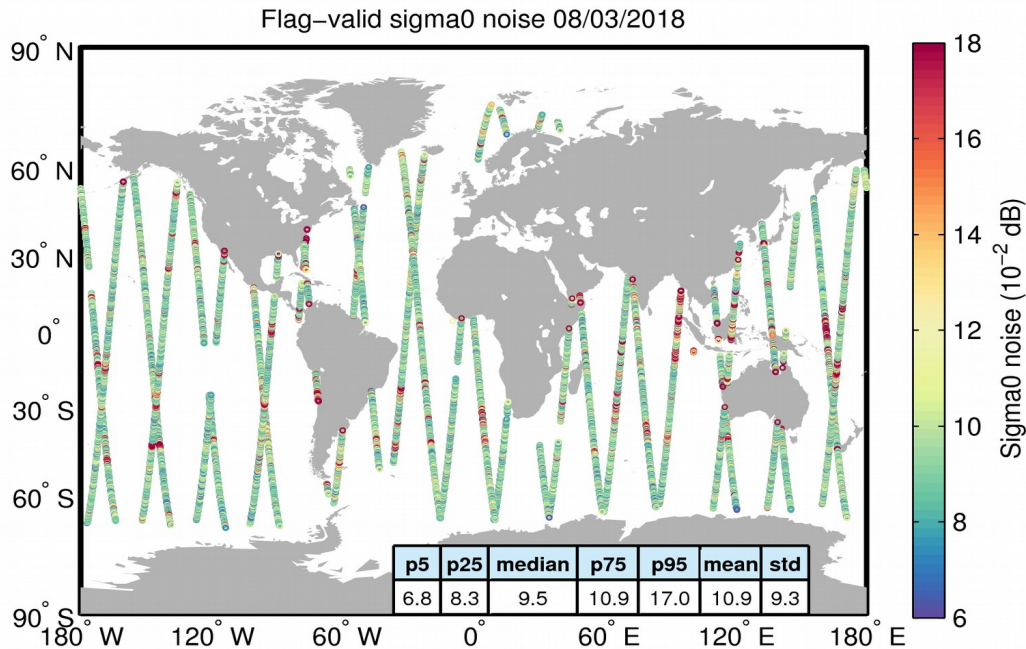 Flag−valid sigma0 noise 08/03/2018
90° N
60° N
30° N
0°
30° S
60° S
90° S
180° W 120° W 60° W 0° 60° E 120° E 180° E
p5 p25 median p75 p95 mean std
6.8 8.3 9.5 10.9 17.0 10.9 9.3
18
16
14
12
10
8
6
Sigma0 noise (10⁻² dB)